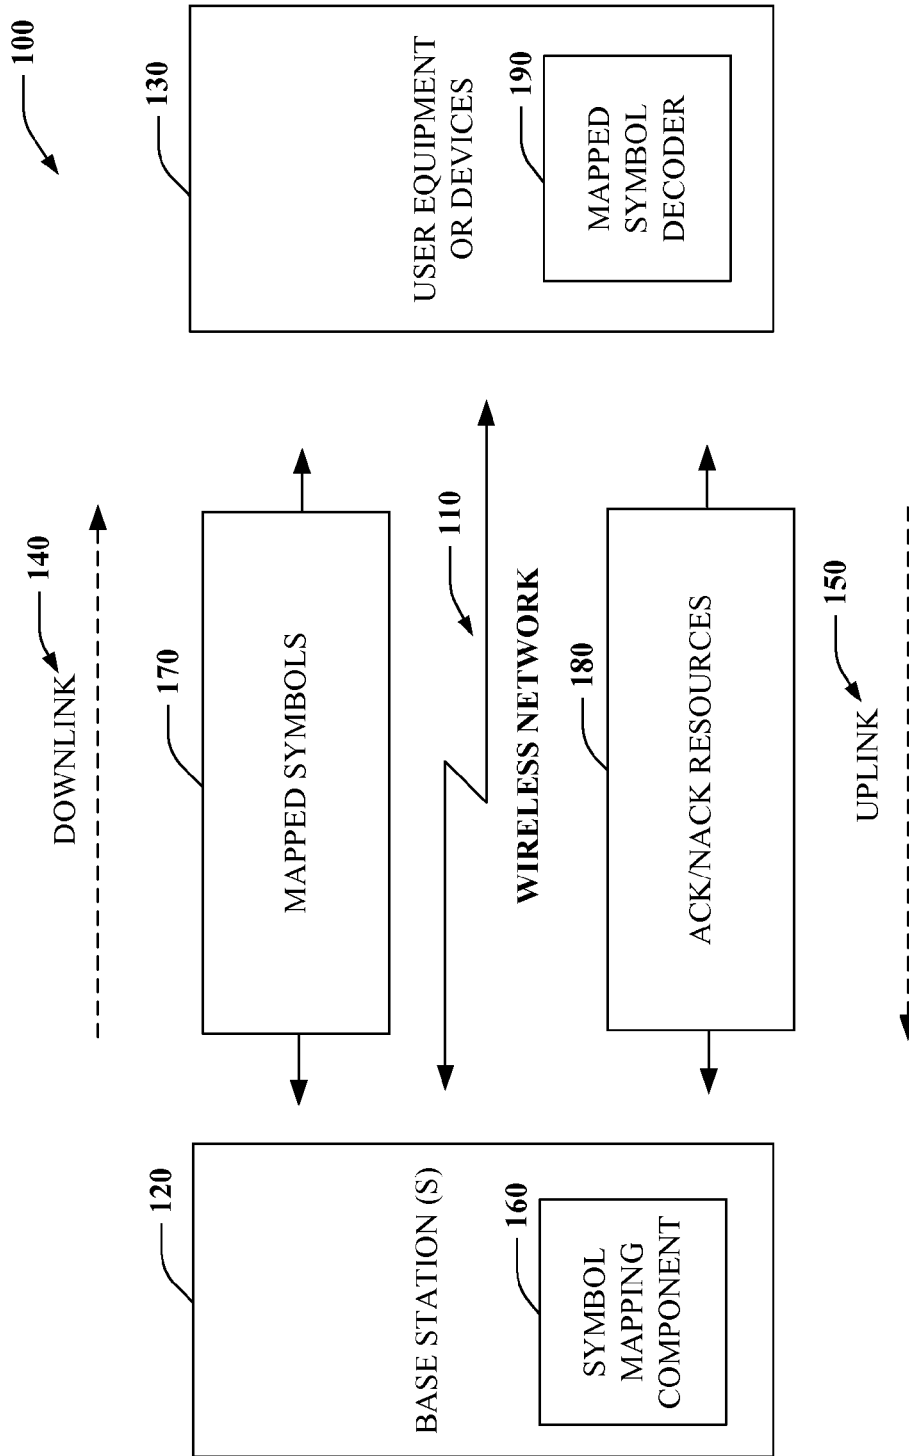 100
DOWNLINK
140
120
BASE STATION (S)
160
SYMBOL
MAPPING
COMPONENT
170
MAPPED SYMBOLS
110
WIRELESS NETWORK
180
ACK/NACK RESOURCES
150
UPLINK
130
USER EQUIPMENT
OR DEVICES
190
MAPPED
SYMBOL
DECODER